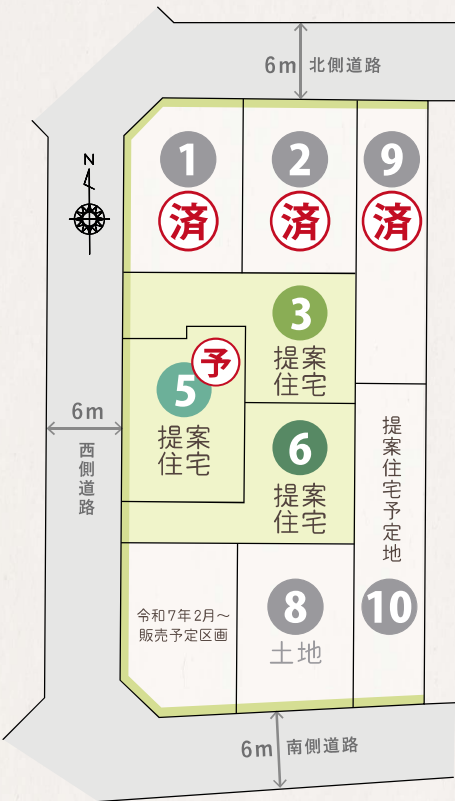 6m 北側道路
N
1
済
2
済
9
済
3
提案
住宅
予
5
提案
住宅
6m
西側道路
6
提案
住宅
提案住宅予定地
10
令和7年2月～
販売予定区画
8
土地
6m 南側道路